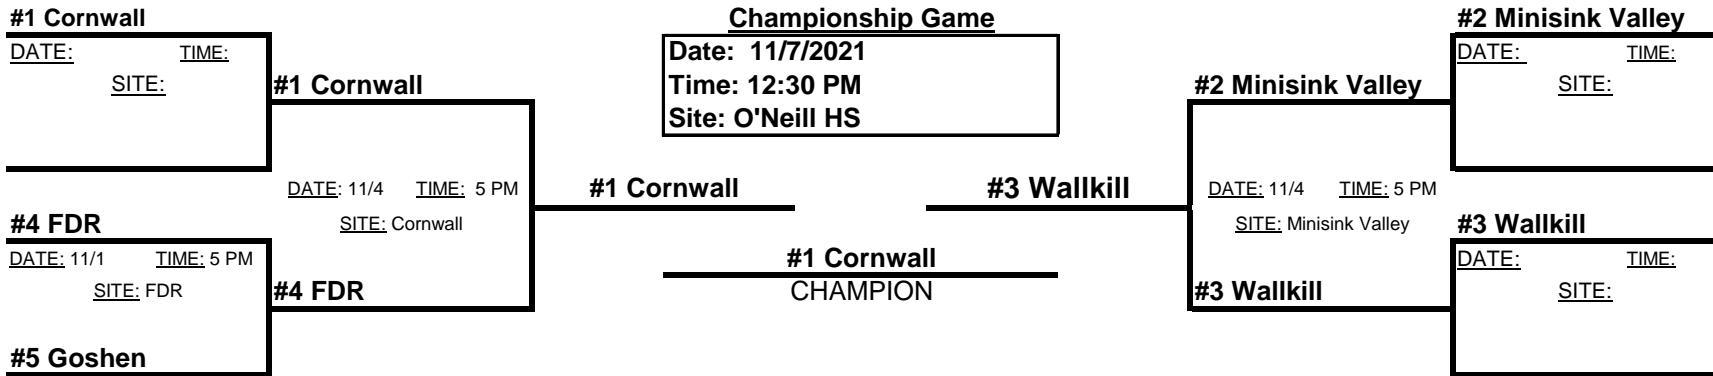 #1 Cornwall
DATE: TIME:
SITE:
#1 Cornwall
DATE: 11/4 TIME: 5 PM
SITE: Cornwall
#4 FDR
DATE: 11/1 TIME: 5 PM
SITE: FDR
#4 FDR
#5 Goshen
Championship Game
Date: 11/7/2021
Time: 12:30 PM
Site: O'Neill HS
#1 Cornwall
#3 Wallkill
#1 Cornwall
CHAMPION
#2 Minisink Valley
DATE: TIME:
SITE:
#2 Minisink Valley
DATE: 11/4 TIME: 5 PM
SITE: Minisink Valley
#3 Wallkill
DATE: TIME:
SITE:
#3 Wallkill